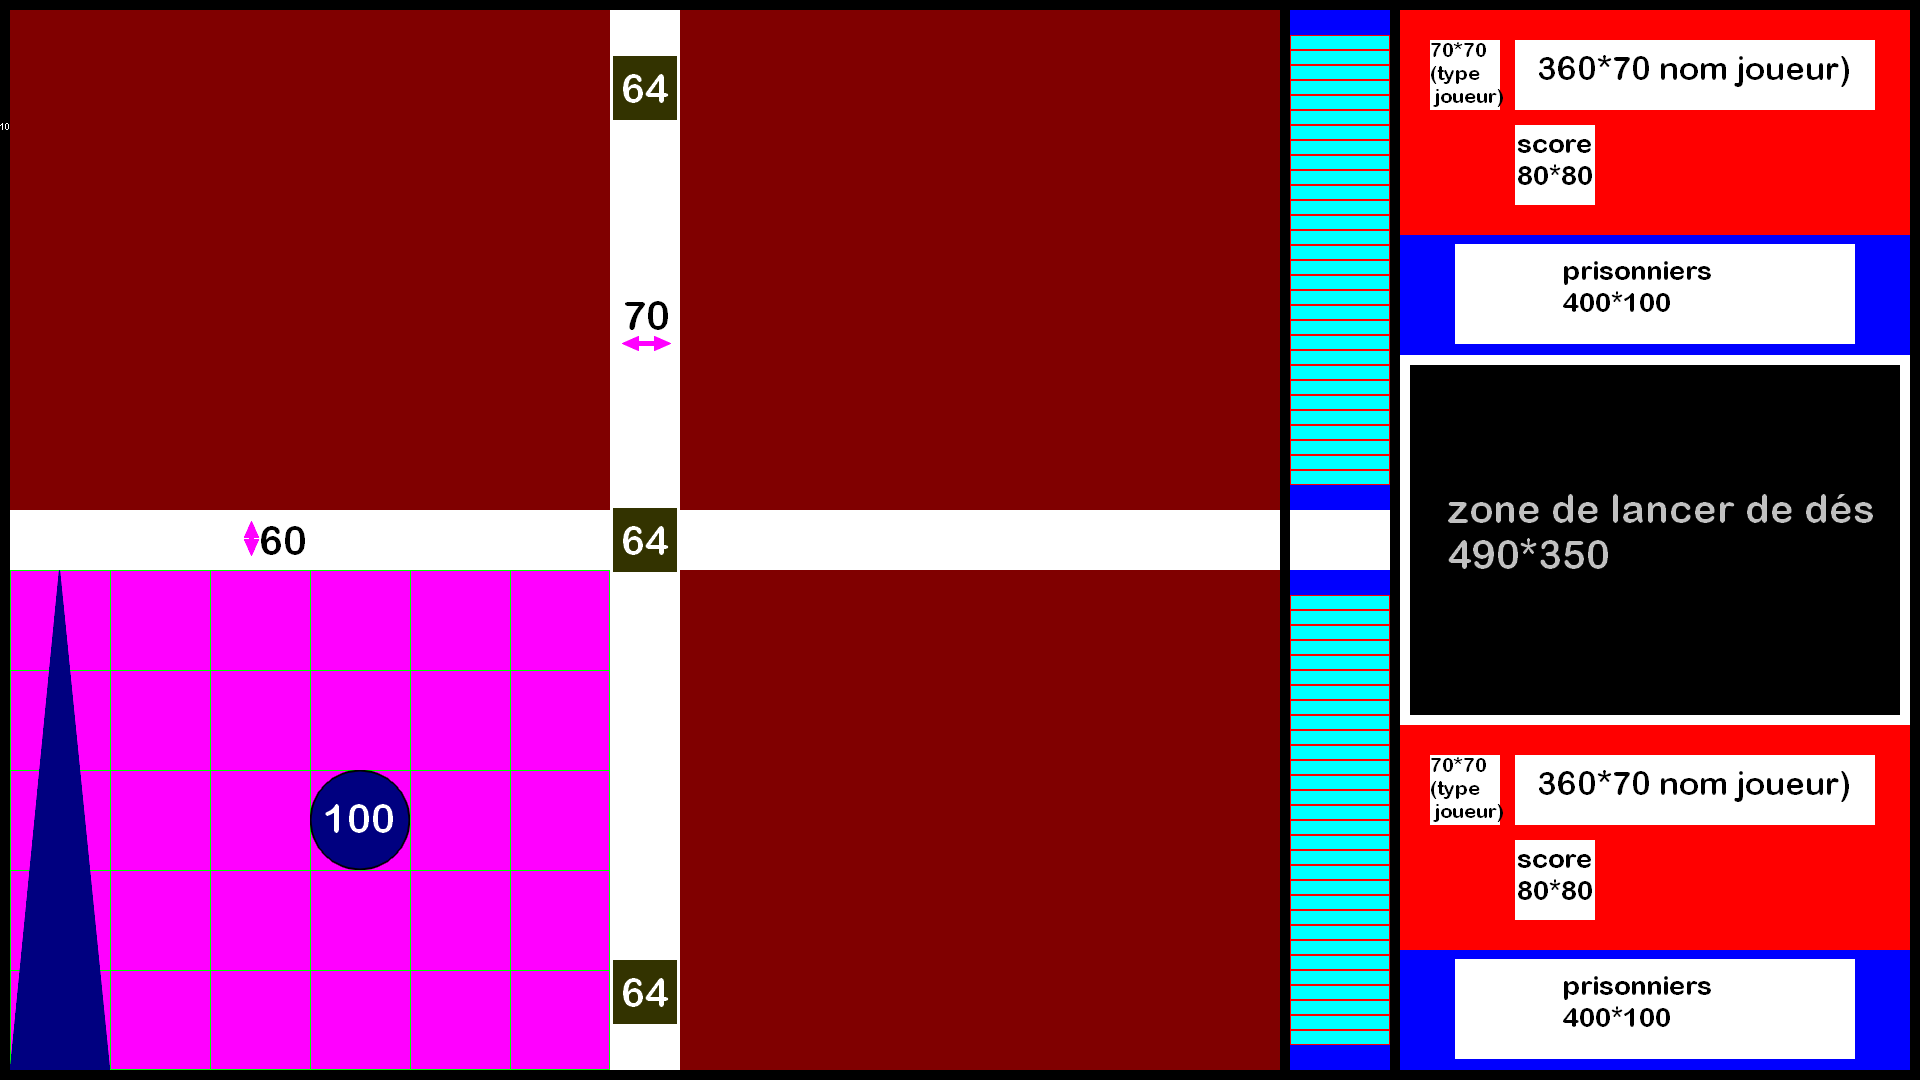 10
64
70
64
60
100
64
70*70
(type
joueur)
360*70 nom joueur)
score
80*80
prisonniers
400*100
zone de lancer de dés
490*350
70*70
(type
joueur)
360*70 nom joueur)
score
80*80
prisonniers
400*100